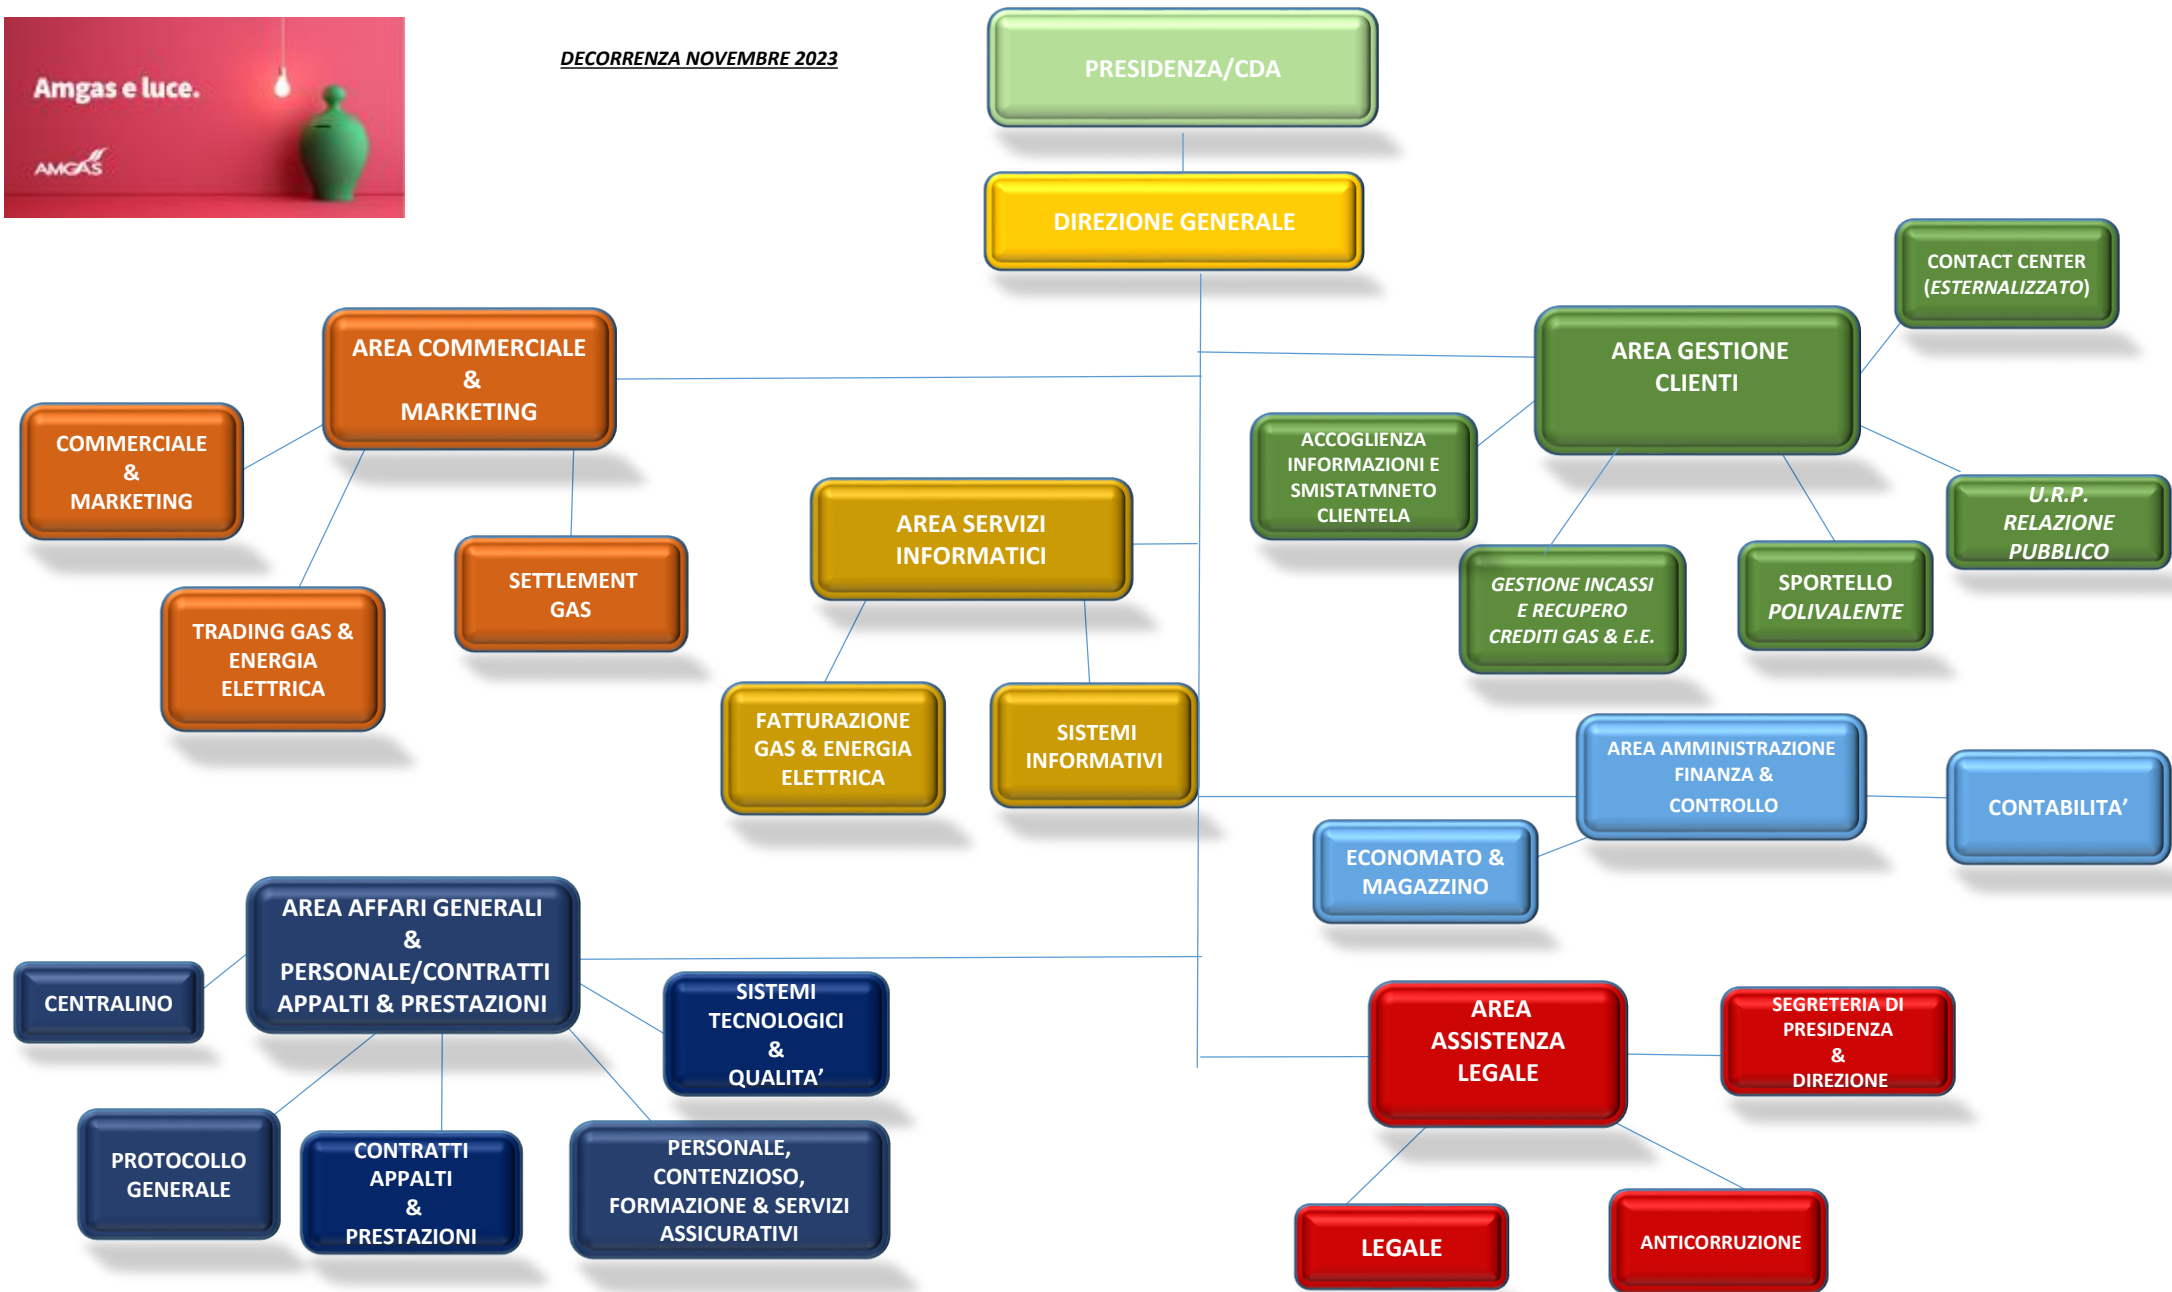 Amgas e luce.
AMGAS
DECORRENZA NOVEMBRE 2023
PRESIDENZA/CDA
DIREZIONE GENERALE
CONTACT CENTER
(ESTERNALIZZATO)
AREA COMMERCIALE
&
MARKETING
AREA GESTIONE
CLIENTI
COMMERCIALE
&
MARKETING
ACCOGLIENZA
INFORMAZIONI E
SMISTATMNETO
CLIENTELA
U.R.P.
RELAZIONE
PUBBLICO
AREA SERVIZI
INFORMATICI
SETTLEMENT
GAS
GESTIONE INCASSI
E RECUPERO
CREDITI GAS & E.E.
SPORTELLO
POLIVALENTE
TRADING GAS &
ENERGIA
ELETTRICA
FATTURAZIONE
GAS & ENERGIA
ELETTRICA
SISTEMI
INFORMATIVI
AREA AMMINISTRAZIONE
FINANZA &
CONTROLLO
CONTABILITA’
ECONOMATO &
MAGAZZINO
AREA AFFARI GENERALI
&
PERSONALE/CONTRATTI
APPALTI & PRESTAZIONI
CENTRALINO
SISTEMI
TECNOLOGICI
&
QUALITA’
AREA
ASSISTENZA
LEGALE
SEGRETERIA DI
PRESIDENZA
&
DIREZIONE
PROTOCOLLO
GENERALE
CONTRATTI
APPALTI
&
PRESTAZIONI
PERSONALE,
CONTENZIOSO,
FORMAZIONE & SERVIZI
ASSICURATIVI
LEGALE
ANTICORRUZIONE